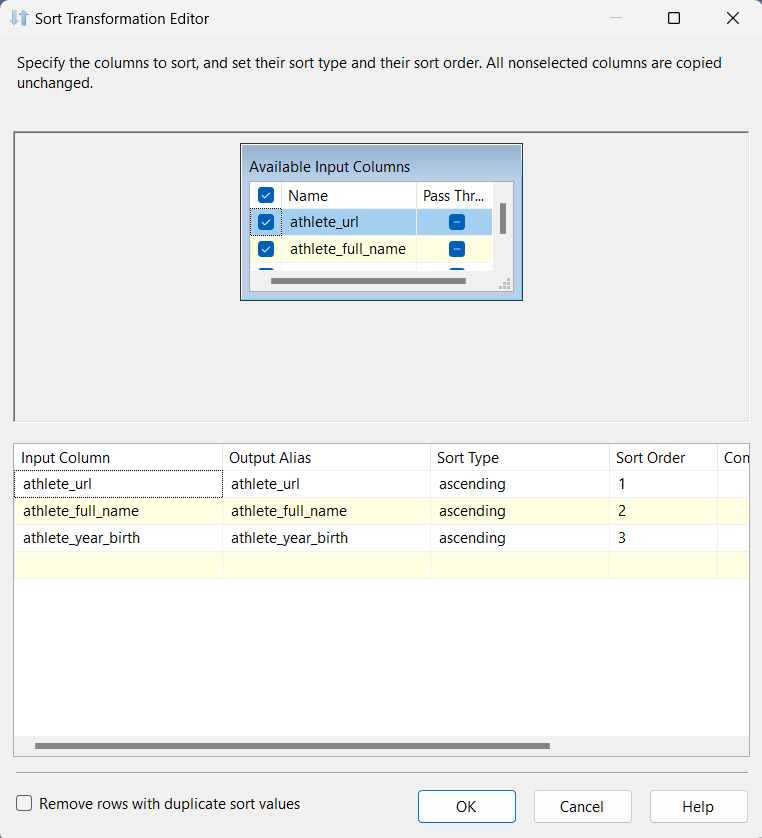 Sort Transformation Editor
Specify the columns to sort, and set their sort type and their sort order. All nonselected columns are copied
unchanged.
Available Input Columns
Name Pass Thr...
athlete_url
athlete_full_name
Input Column Output Alias Sort Type Sort Order Con
athlete_url athlete_url ascending 1
athlete_full_name athlete_full_name ascending 2
athlete_year_birth athlete_year_birth ascending 3
Remove rows with duplicate sort values
OK Cancel Help